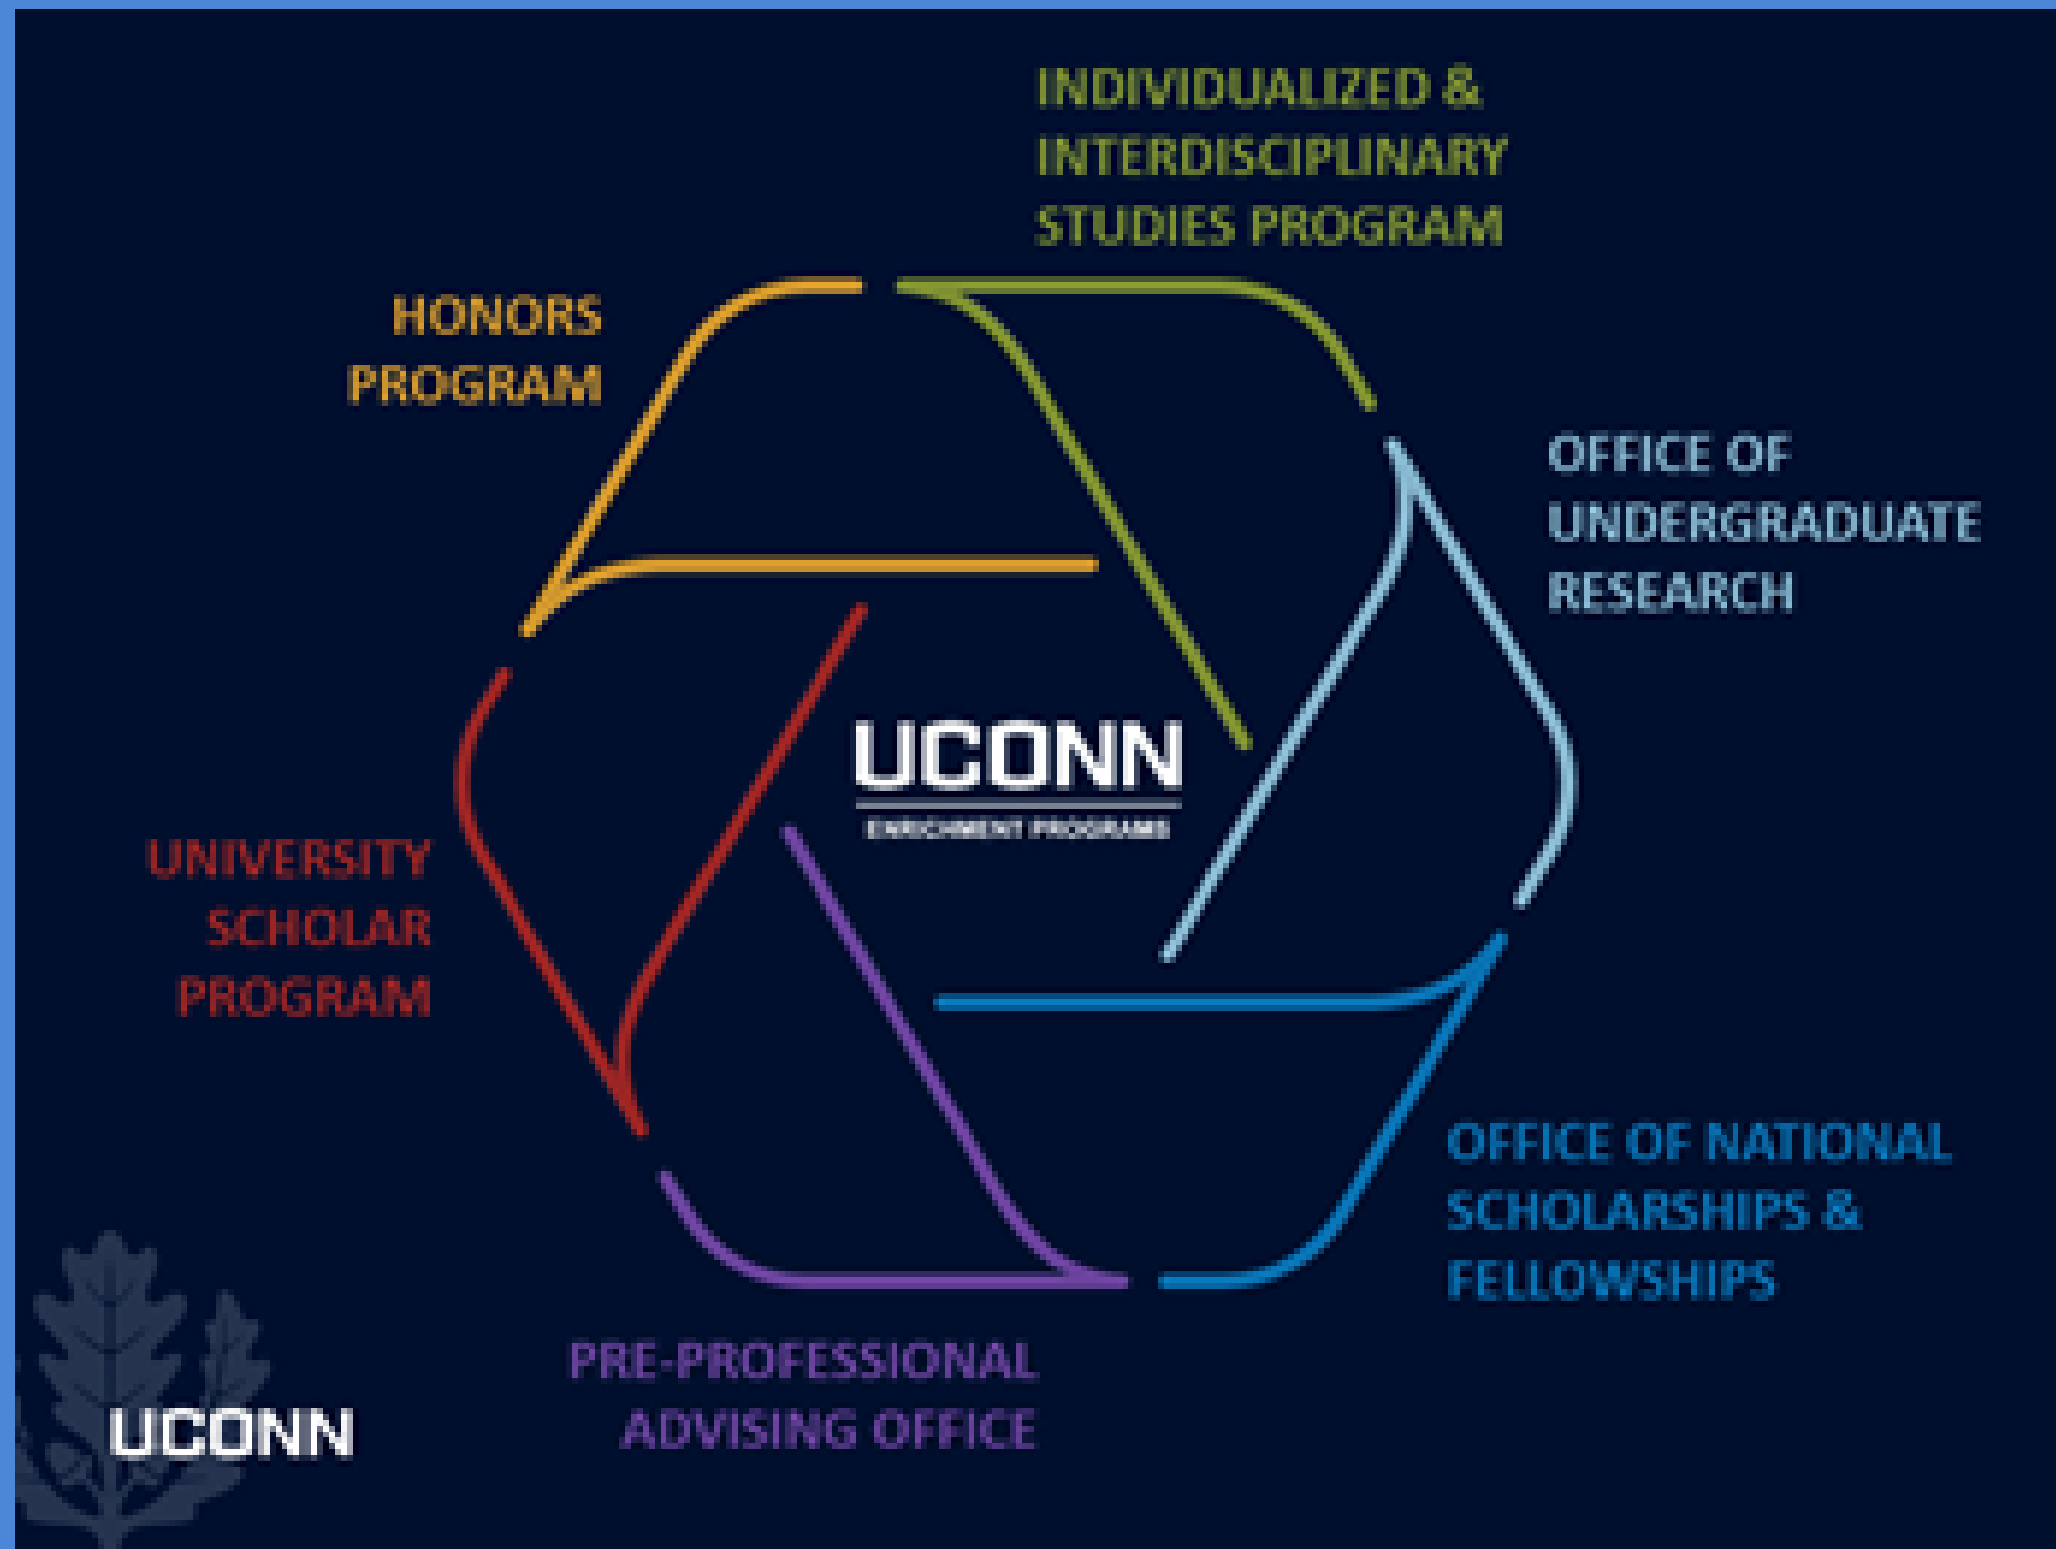 INDIVIDUALIZED &
INTERDISCIPLINARY
STUDIES PROGRAM
HONORS
PROGRAM
OFFICE OF
UNDERGRADUATE
RESEARCH
UCONN
ENRICHMENT PROGRAMS
UNIVERSITY
SCHOLAR
PROGRAM
OFFICE OF NATIONAL
SCHOLARSHIPS &
FELLOWSHIPS
PRE-PROFESSIONAL
ADVISING OFFICE
UCONN